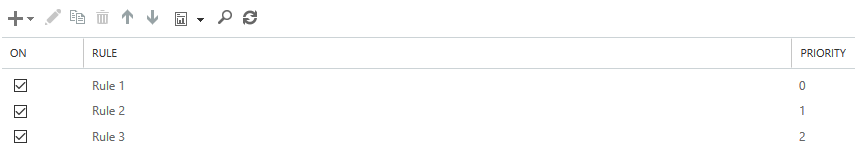 ON RULE PRIORITY
Rule 1 0
Rule 2 1
Rule 3 2